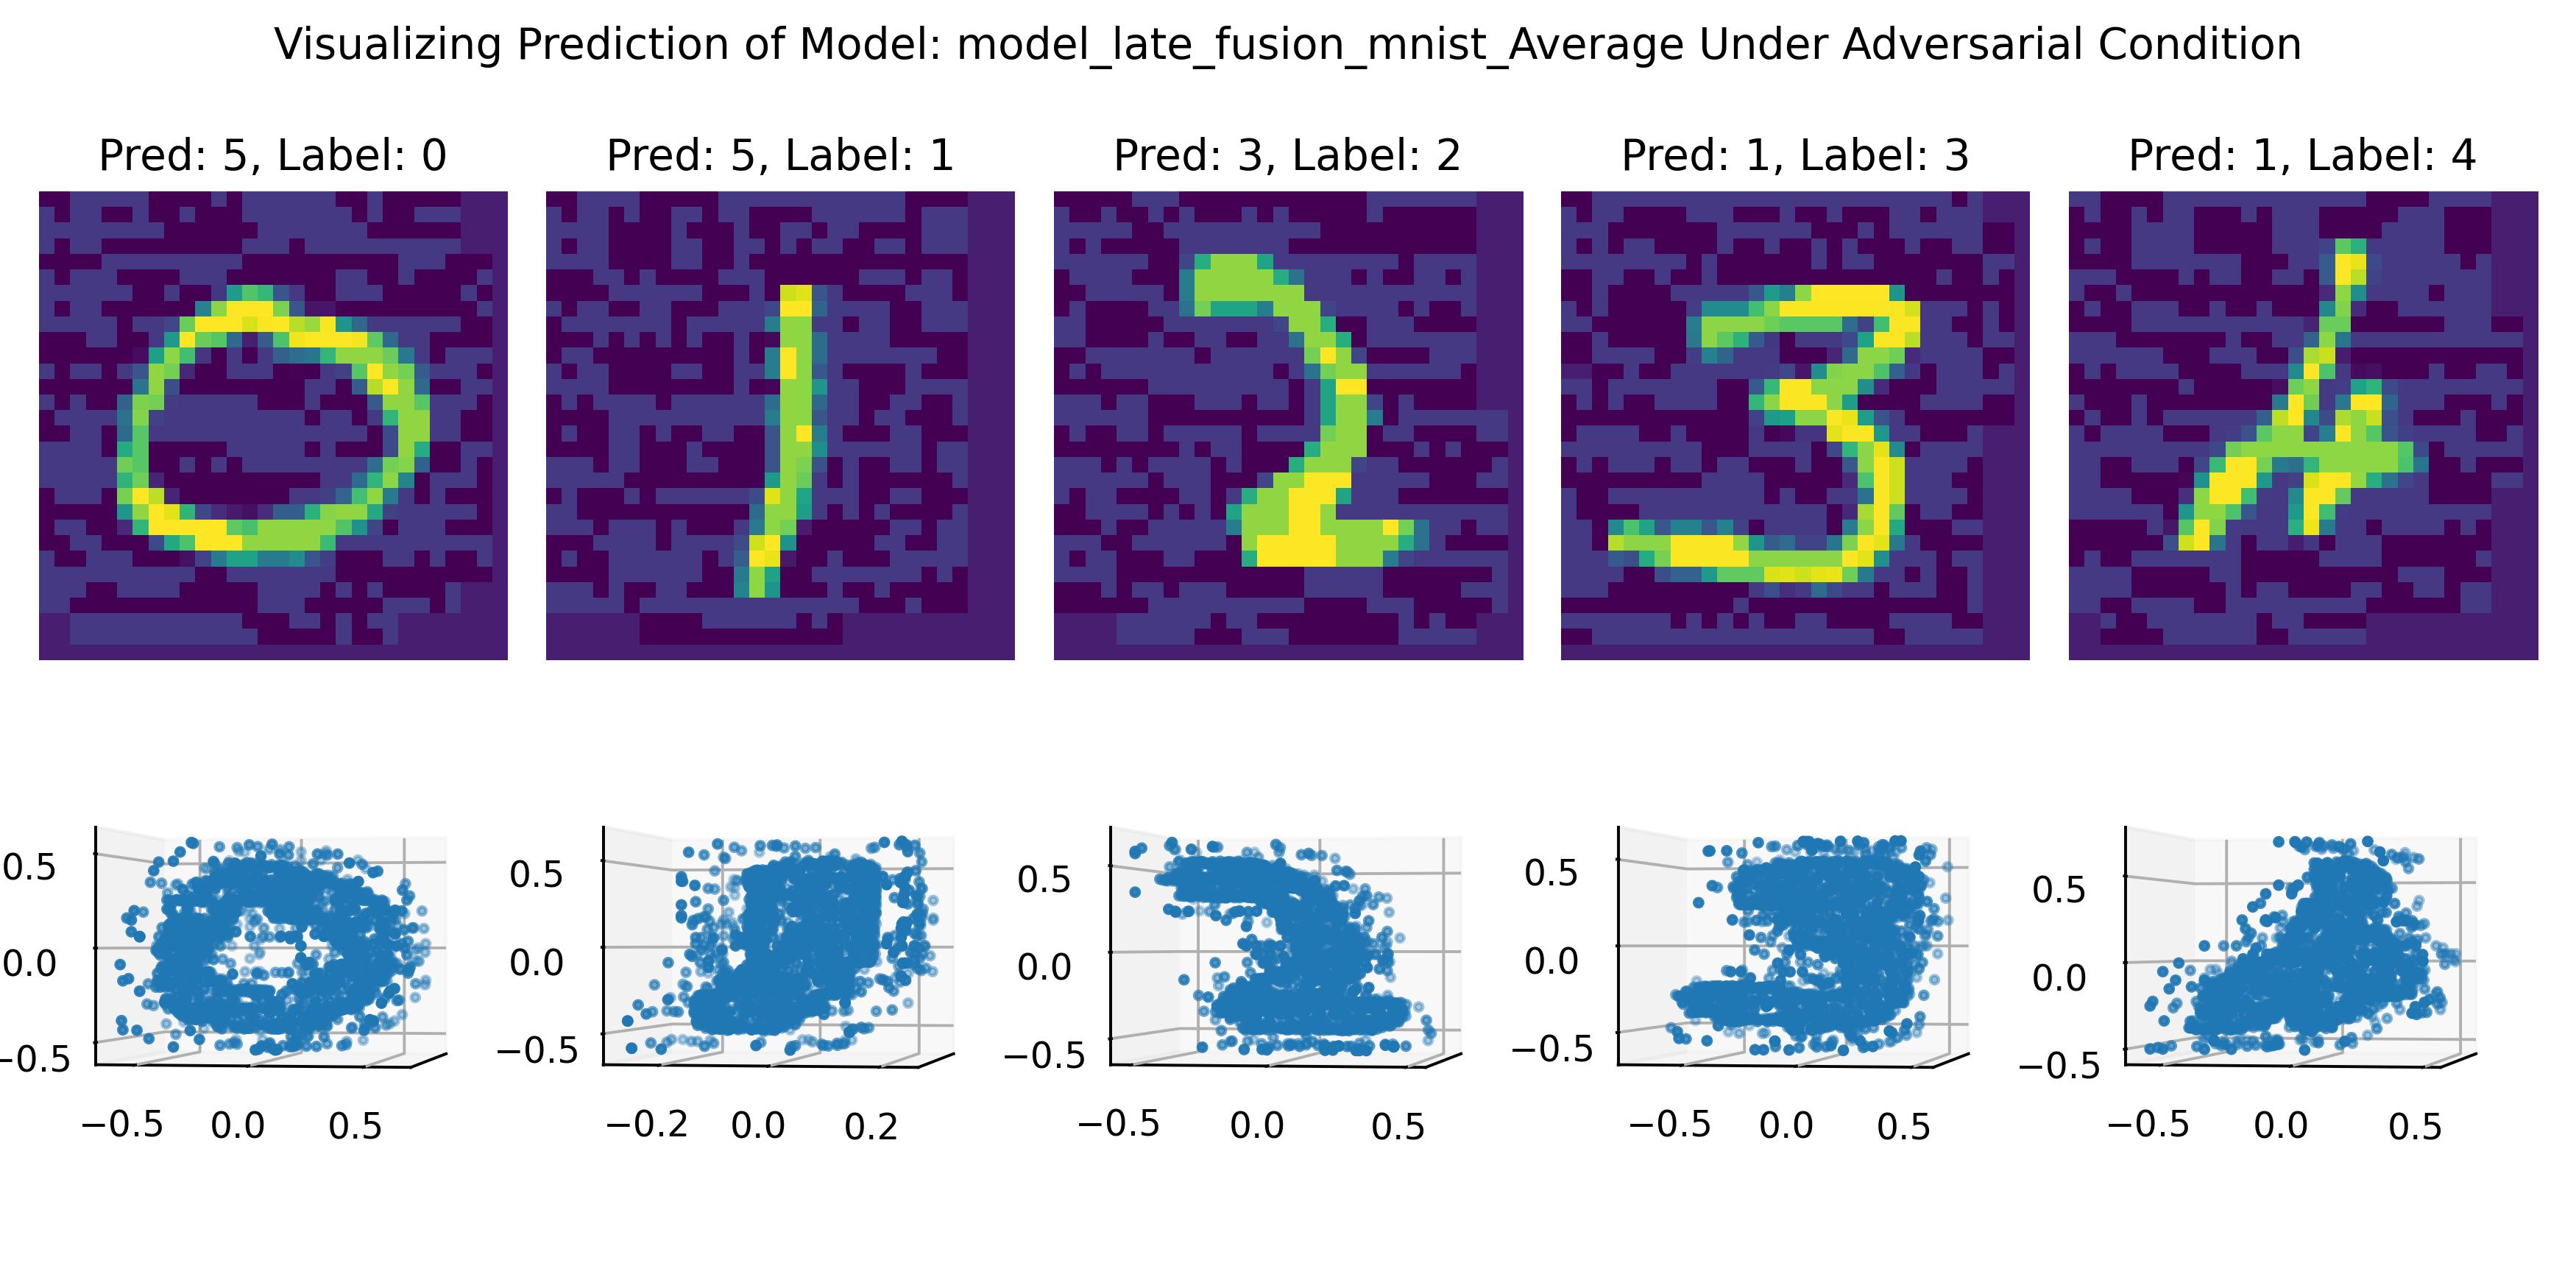 Visualizing Prediction of Model: model_late_fusion_mnist_Average Under Adversarial Condition
Pred: 5, Label: 0
Pred: 5, Label: 1
Pred: 3, Label: 2
Pred: 1, Label: 3
Pred: 1, Label: 4
0.5
0.0
−0.5
−0.5 0.0 0.5
0.5
0.0
−0.5
−0.2 0.0 0.2
0.5
0.0
−0.5
−0.5 0.0 0.5
0.5
0.0
−0.5
−0.5 0.0 0.5
0.5
0.0
−0.5
−0.5 0.0 0.5